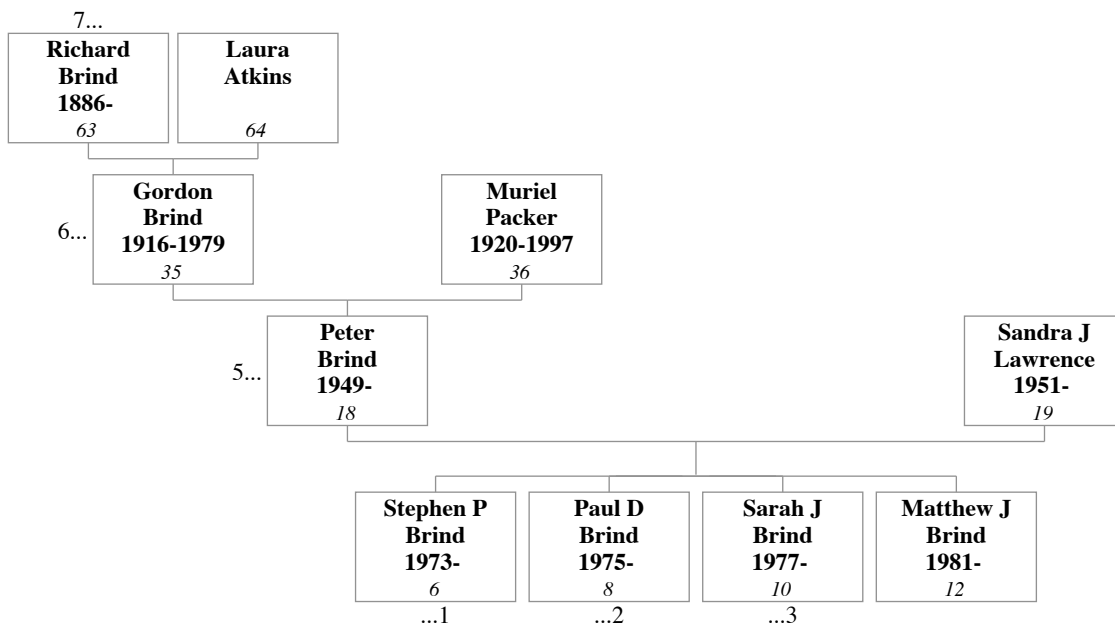 7...
Richard
Brind
1886-
63
Laura
Atkins
64
6...
Gordon
Brind
1916-1979
35
Muriel
Packer
1920-1997
36
5...
Peter
Brind
1949-
18
Sandra J
Lawrence
1951-
19
Stephen P
Brind
1973-
6
...1
Paul D
Brind
1975-
8
...2
Sarah J
Brind
1977-
10
...3
Matthew J
Brind
1981-
12